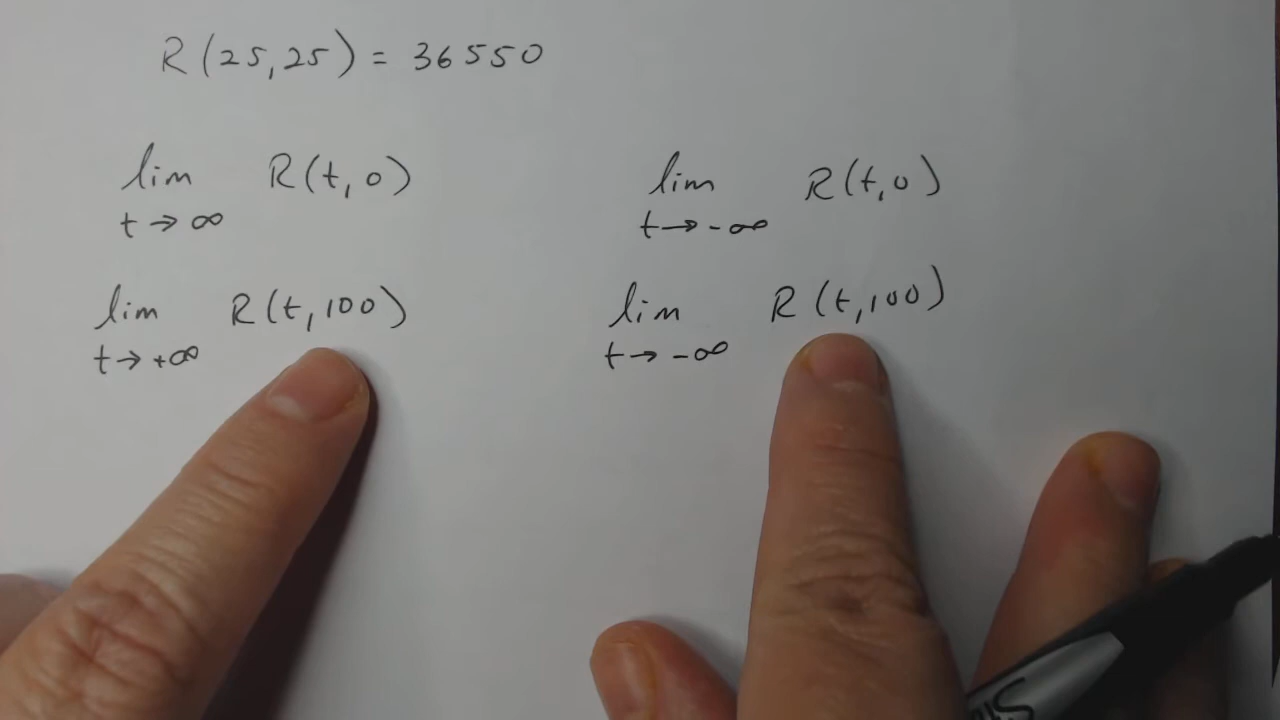 R(25,25) = 36550
lim R(t,0)
t→∞
lim R(t,0)
t→-∞
lim R(t,100)
t→+∞
lim R(t,100)
t→-∞